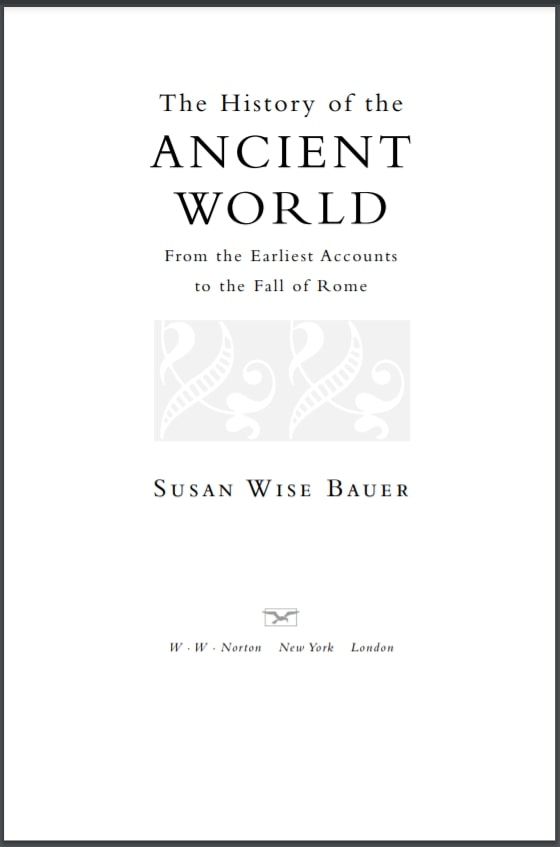 The History of the
ANCIENT
WORLD
From the Earliest Accounts
to the Fall of Rome
SUSAN WISE BAUER
W · W · Norton New York London